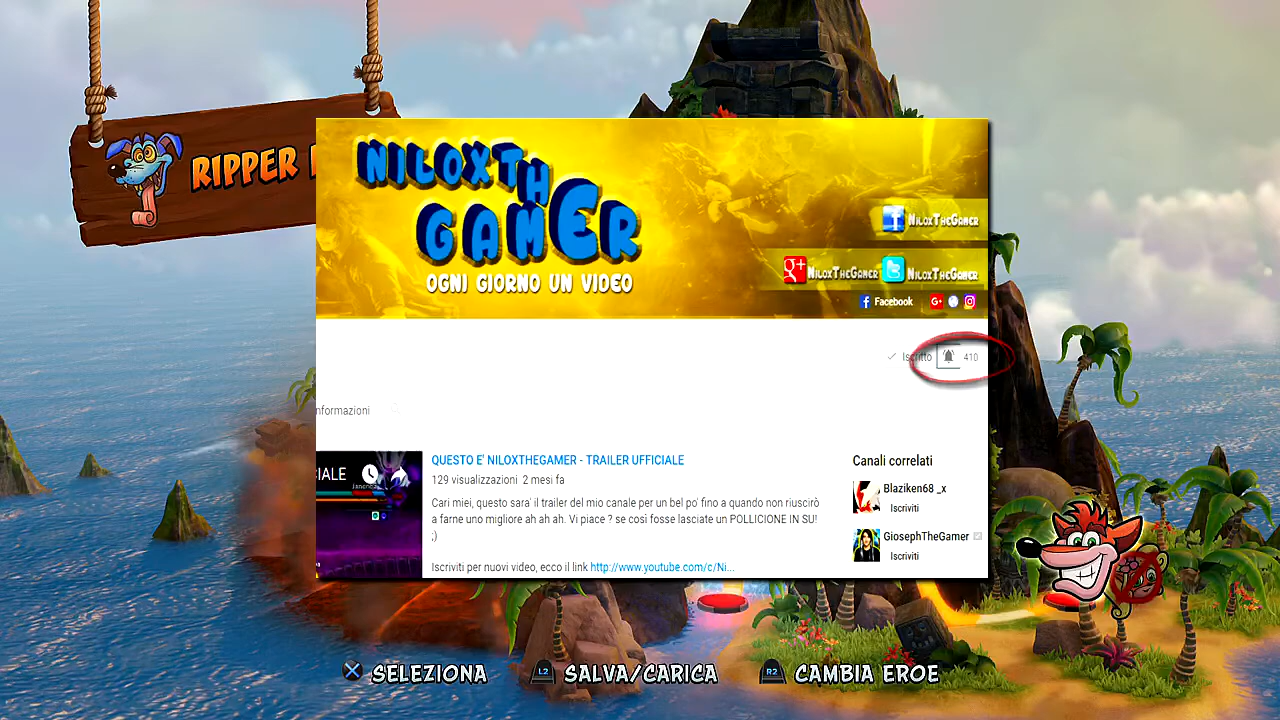 RIPPER
NILOXTHE
GAMER
OGNI GIORNO UN VIDEO
NiloxTheGamer
NiloxTheGamer
NiloxTheGamer
Facebook
Iscritto 410
nformazioni
CIALE
QUESTO E' NILOXTHEGAMER - TRAILER UFFICIALE
129 visualizzazioni 2 mesi fa
Cari miei, questo sara' il trailer del mio canale per un bel po' fino a quando non riuscirò
a farne uno migliore ah ah ah. Vi piace ? se così fosse lasciate un POLLICIONE IN SU!
;)
Iscriviti per nuovi video, ecco il link http://www.youtube.com/c/Ni...
Canali correlati
Blaziken68 _x
Iscriviti
GiosephTheGamer
Iscriviti
SELEZIONA
L2 SALVA/CARICA
R2 CAMBIA EROE